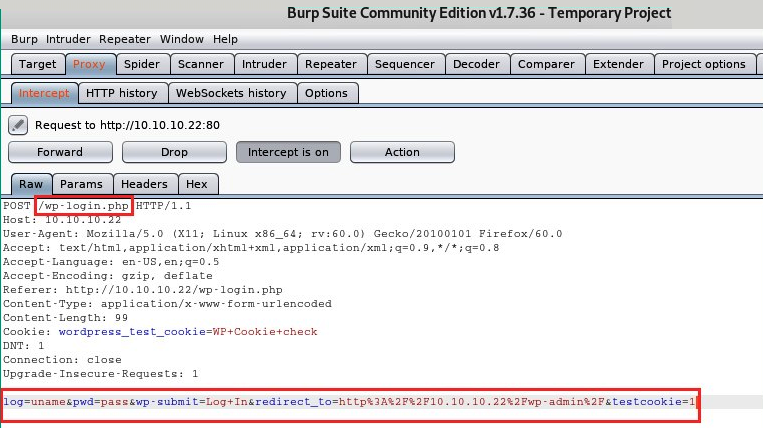 Burp Suite Community Edition v1.7.36 - Temporary Project
Burp Intruder Repeater Window Help
Target Proxy Spider Scanner Intruder Repeater Sequencer Decoder Comparer Extender Project options
Intercept HTTP history WebSockets history Options
Request to http://10.10.10.22:80
Forward Drop Intercept is on Action
Raw Params Headers Hex
POST /wp-login.php HTTP/1.1
Host: 10.10.10.22
User-Agent: Mozilla/5.0 (X11; Linux x86_64; rv:60.0) Gecko/20100101 Firefox/60.0
Accept: text/html,application/xhtml+xml,application/xml;q=0.9,*/*;q=0.8
Accept-Language: en-US,en;q=0.5
Accept-Encoding: gzip, deflate
Referer: http://10.10.10.22/wp-login.php
Content-Type: application/x-www-form-urlencoded
Content-Length: 99
Cookie: wordpress_test_cookie=WP+Cookie+check
DNT: 1
Connection: close
Upgrade-Insecure-Requests: 1
log=uname&pwd=pass&wp-submit=Log+In&redirect_to=http%3A%2F%2F10.10.10.22%2Fwp-admin%2F&testcookie=1